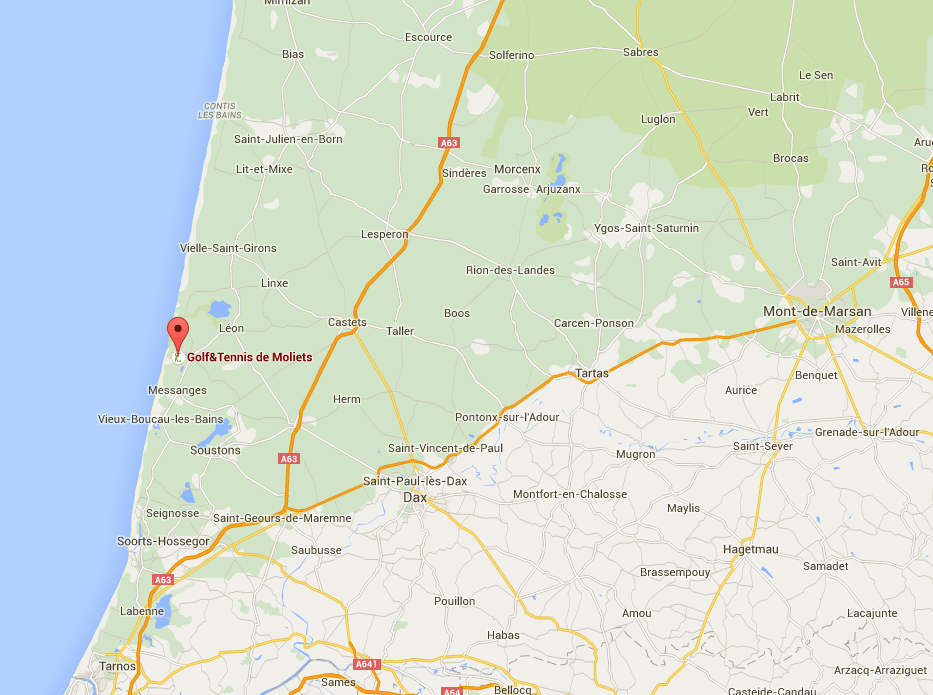 Mimizan
Escource
Bias
Solferino
Sabres
Le Sen
Labrit
Vert
CONTIS
LES BAINS
Luglon
Saint-Julien-en-Born
A63
Brocas
Lit-et-Mixe
Sindères
Morcenx
Garrosse
Arjuzanx
Lesperon
Ygos-Saint-Saturnin
Vielle-Saint-Girons
Saint-Avit
Rion-des-Landes
Linxe
A65
Boos
Mont-de-Marsan
Castets
Taller
Carcen-Ponson
Léon
Mazerolles
Golf&Tennis de Moliets
Tartas
Benquet
Messanges
Aurice
Herm
Vieux-Boucau-les-Bains
Pontonx-sur-l'Adour
Grenade-sur-l'Adour
Soustons
Saint-Vincent-de-Paul
Saint-Sever
Mugron
A63
Saint-Paul-lès-Dax
Dax
Montfort-en-Chalosse
Maylis
Seignosse
Saint-Geours-de-Maremne
Soorts-Hossegor
Saubusse
Hagetmau
Samadet
Brassempouy
A63
Pouillon
Labenne
Amou
Lacajunte
Habas
Tarnos
A641
Arzacq-Arraziguet
Sames
A64
Bellocq
Casteide-Candau